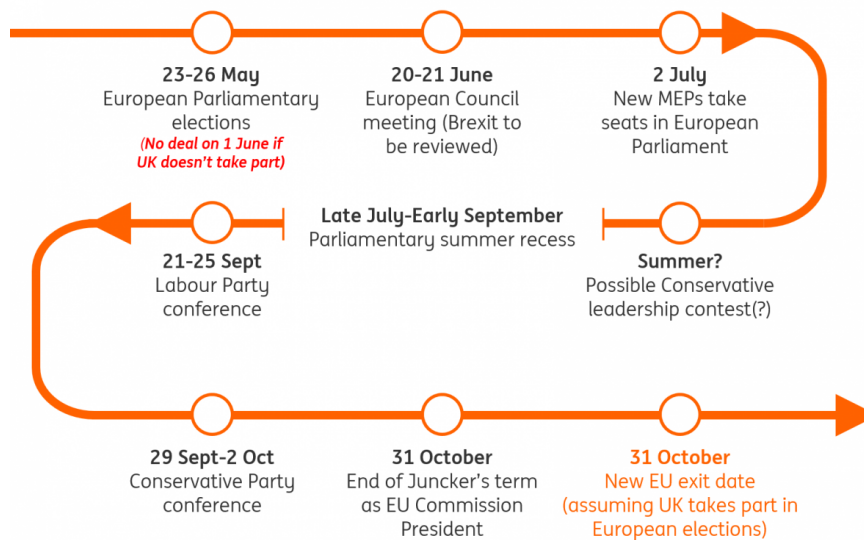 23-26 May
European Parliamentary
elections
(No deal on 1 June if
UK doesn't take part)
20-21 June
European Council
meeting (Brexit to
be reviewed)
2 July
New MEPs take
seats in European
Parliament
Summer?
Possible Conservative
leadership contest(?)
Late July-Early September
Parliamentary summer recess
21-25 Sept
Labour Party
conference
29 Sept-2 Oct
Conservative Party
conference
31 October
End of Juncker's term
as EU Commission
President
31 October
New EU exit date
(assuming UK takes part in
European elections)